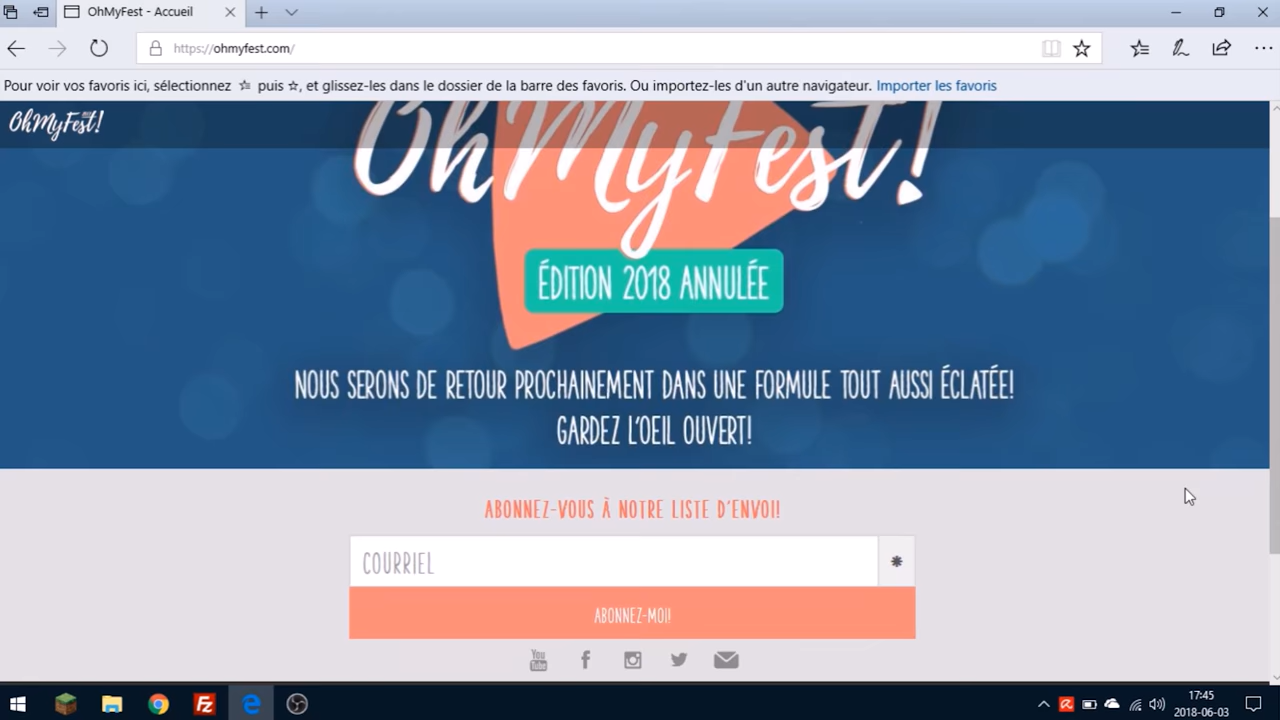 OhMyFest - Accueil
https://ohmyfest.com/
Pour voir vos favoris ici, sélectionnez ☆ puis ☆, et glissez-les dans le dossier de la barre des favoris. Ou importez-les d'un autre navigateur. Importer les favoris
OhMyFest!
OhMyFest!
ÉDITION 2018 ANNULÉE
NOUS SERONS DE RETOUR PROCHAINEMENT DANS UNE FORMULE TOUT AUSSI ÉCLATÉE!
GARDEZ L'OEIL OUVERT!
ABONNEZ-VOUS À NOTRE LISTE D'ENVOI!
COURRIEL
ABONNEZ-MOI!
You Tube
17:45
2018-06-03